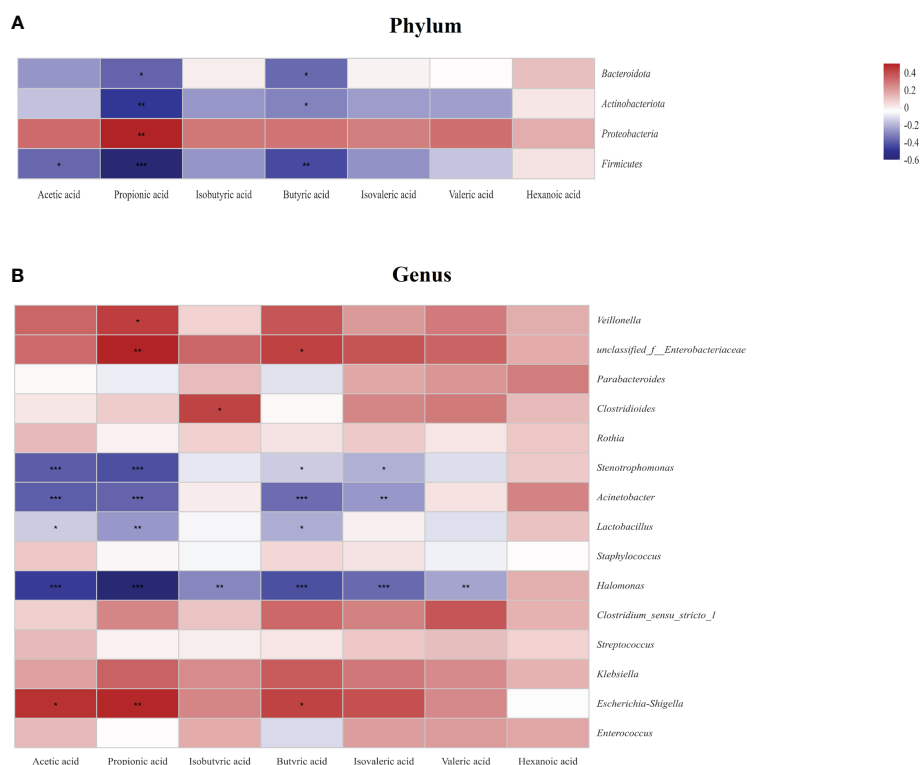 A
Phylum
* * Bacteroidota
** * Actinobacteriota
** Proteobacteria
* *** ** Firmicutes
Acetic acid Propionic acid Isobutyric acid Butyric acid Isovaleric acid Valeric acid Hexanoic acid
0.4
0.2
0
-0.2
-0.4
-0.6
B
Genus
* Veillonella
** * unclassified_f__Enterobacteriaceae
Parabacteroides
* Clostridioides
Rothia
*** *** * * Stenotrophomonas
*** *** *** ** Acinetobacter
* ** * Lactobacillus
Staphylococcus
*** *** ** *** *** ** Halomonas
Clostridium_sensu_stricto_1
Streptococcus
Klebsiella
* ** * Escherichia-Shigella
Enterococcus
Acetic acid Propionic acid Isobutyric acid Butyric acid Isovaleric acid Valeric acid Hexanoic acid